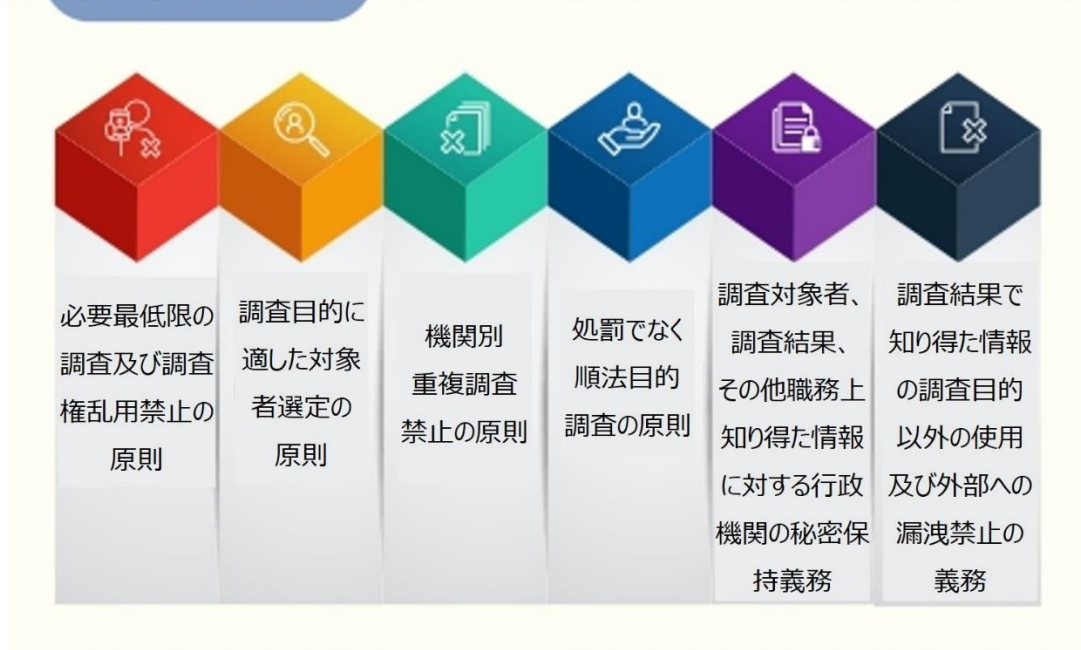 必要最低限の
調査及び調査
権乱用禁止の
原則
調査目的に
適した対象
者選定の
原則
機関別
重複調査
禁止の原則
処罰でなく
順法目的
調査の原則
調査対象者、
調査結果、
その他職務上
知り得た情報
に対する行政
機関の秘密保
持義務
調査結果で
知り得た情報
の調査目的
以外の使用
及び外部への
漏洩禁止の
義務